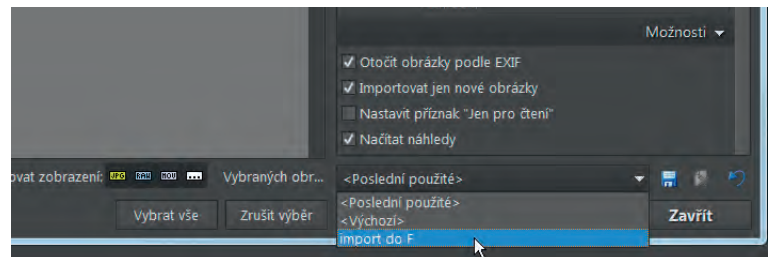 Možnosti
Otočit obrázky podle EXIF
Importovat jen nové obrázky
Nastavit příznak "Jen pro čtení"
Načítat náhledy
ovat zobrazení: JPG RAW MOV ... Vybraných obr... <Poslední použité>
<Poslední použité>
Vybrat vše Zrušit výběr <Výchozí> Zavřít
import do F